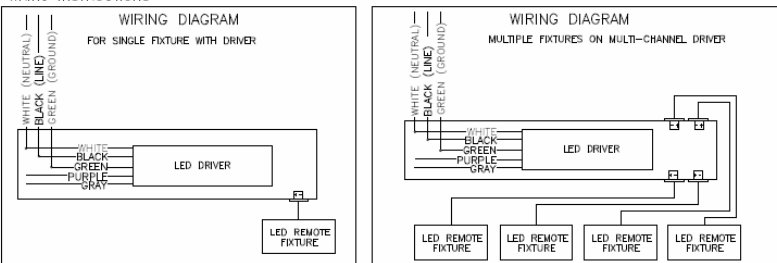 WIRING DIAGRAM
FOR SINGLE FIXTURE WITH DRIVER
WHITE (NEUTRAL)
BLACK (LINE)
GREEN (GROUND)
WHITE
BLACK
GREEN
PURPLE
GRAY
LED DRIVER
LED REMOTE
FIXTURE
WIRING DIAGRAM
MULTIPLE FIXTURES ON MULTI-CHANNEL DRIVER
WHITE (NEUTRAL)
BLACK (LINE)
GREEN (GROUND)
WHITE
BLACK
GREEN
PURPLE
GRAY
LED DRIVER
LED REMOTE
FIXTURE
LED REMOTE
FIXTURE
LED REMOTE
FIXTURE
LED REMOTE
FIXTURE